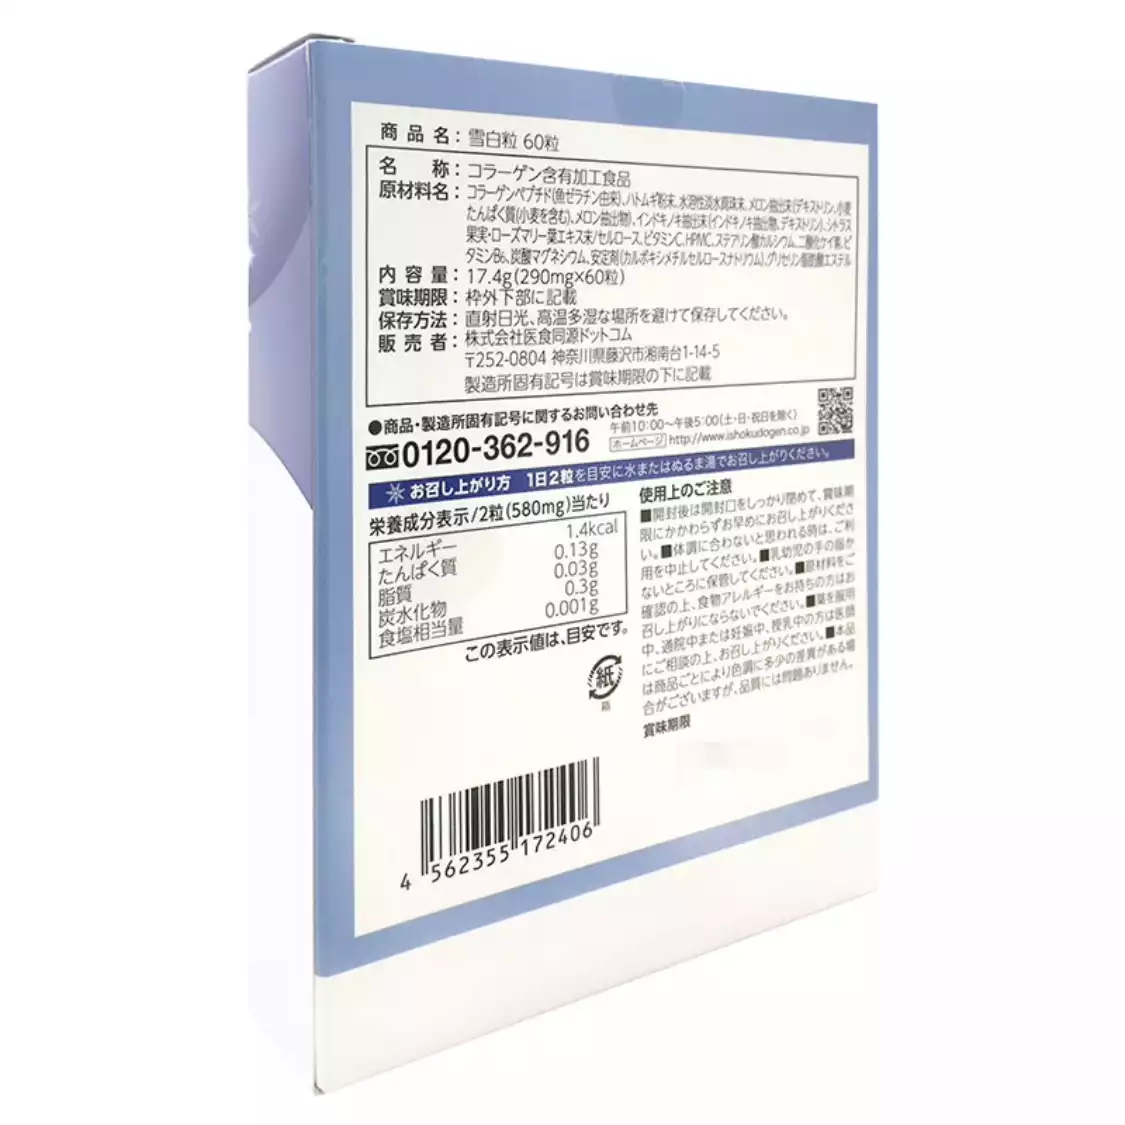 商品名：雪白粒 60粒
名称：コラーゲン含有加工食品
原材料名：コラーゲンペプチド(魚ゼラチン由来)、ハトムギ粉末、水溶性淡水真珠末、メロン抽出末(デキストリン、小麦
たんぱく質(小麦を含む)、メロン抽出物)、インドキノキ抽出末(インドキノキ抽出物、デキストリン)、シトラス
果実・ローズマリー葉エキス末/セルロース、ビタミンC、HPMC、ステアリン酸カルシウム、二酸化ケイ素、ビ
タミンB₆、炭酸マグネシウム、安定剤(カルボキシメチルセルロースナトリウム)、グリセリン脂肪酸エステル
内容量：17.4g(290mg×60粒)
賞味期限：枠外下部に記載
保存方法：直射日光、高温多湿な場所を避けて保存してください。
販売者：株式会社医食同源ドットコム
〒252-0804 神奈川県藤沢市湘南台1-14-5
製造所固有記号は賞味期限の下に記載
●商品・製造所固有記号に関するお問い合わせ先
0120-362-916
午前10:00〜午後5:00(土・日・祝日を除く)
ホームページ http://www.ishokudogen.co.jp
お召し上がり方 1日2粒を目安に水またはぬるま湯でお召し上がりください。
栄養成分表示/2粒(580mg)当たり
エネルギー 1.4kcal
たんぱく質 0.13g
脂質 0.03g
炭水化物 0.3g
食塩相当量 0.001g
この表示値は、目安です。
紙
箱
使用上のご注意
■開封後は開封口をしっかり閉めて、賞味期
限にかかわらずお早めにお召し上がりくださ
い。■体調に合わないと思われる時は、ご利
用を中止してください。■乳幼児の手の届か
ないところに保管してください。■原材料をご
確認の上、食物アレルギーをお持ちの方はお
召し上がりにならないでください。■薬を服用
中、通院中または妊娠中、授乳中の方は医師
にご相談の上、お召し上がりください。■本品
は商品ごとにより色調に多少の差異がある場
合がございますが、品質には問題ありません。
賞味期限
4 562355 172406